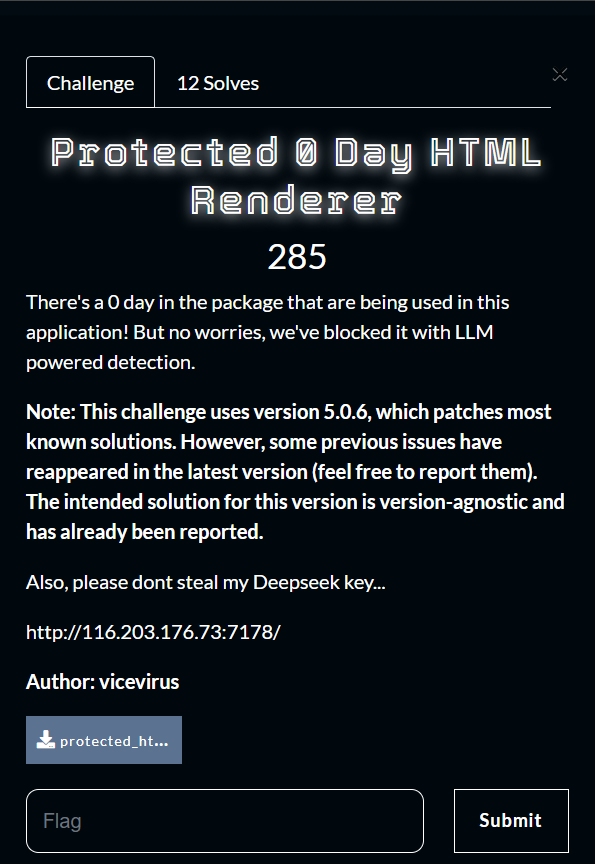 Challenge
12 Solves
Protected 0 Day HTML
Renderer
285
There's a 0 day in the package that are being used in this
application! But no worries, we've blocked it with LLM
powered detection.
Note: This challenge uses version 5.0.6, which patches most
known solutions. However, some previous issues have
reappeared in the latest version (feel free to report them).
The intended solution for this version is version-agnostic and
has already been reported.
Also, please dont steal my Deepseek key...
http://116.203.176.73:7178/
Author: vicevirus
protected_ht...
Flag
Submit